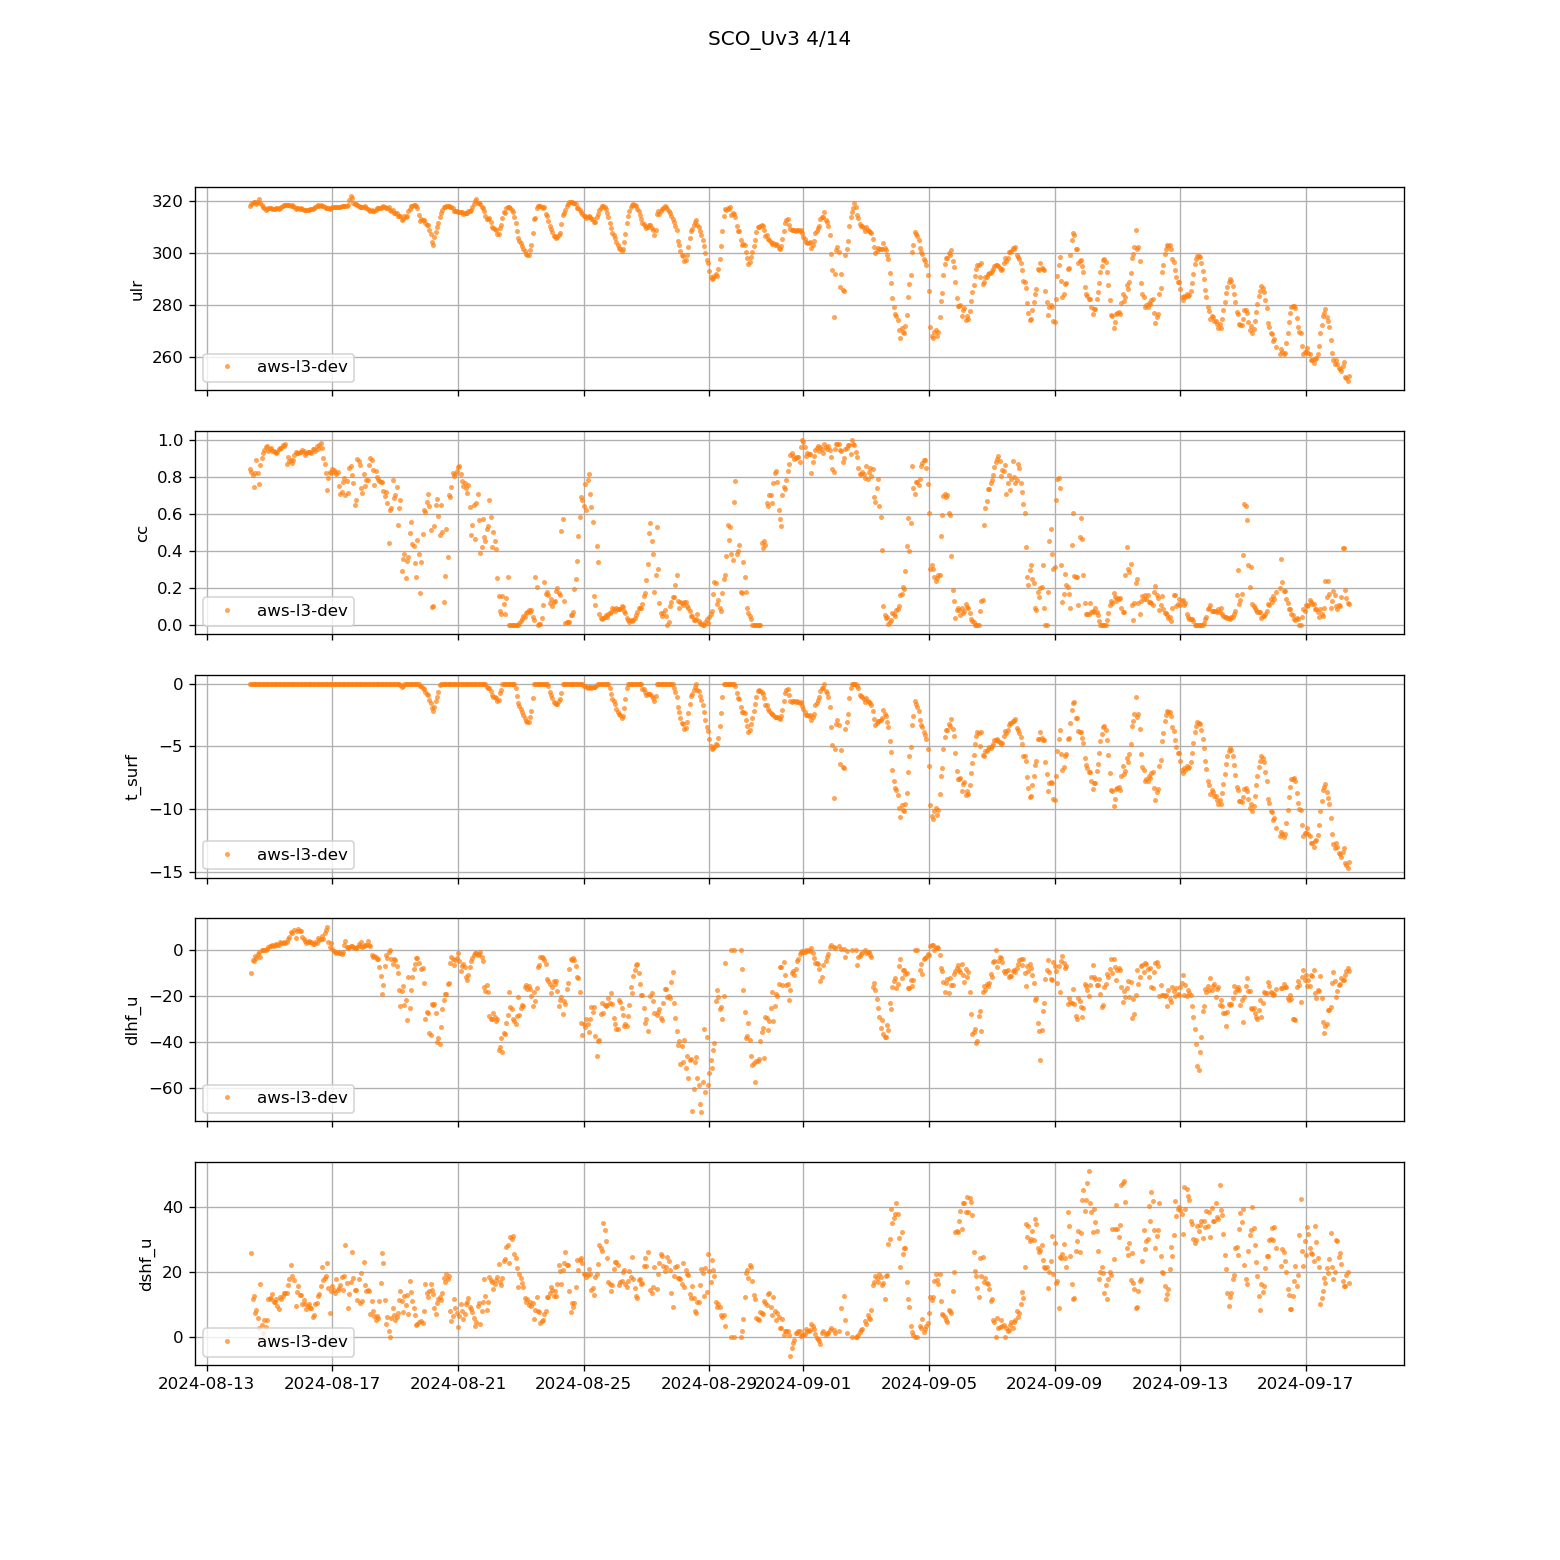 SCO_Uv3 4/14
320
300
280
260
ulr
aws-l3-dev
1.0
0.8
0.6
0.4
0.2
0.0
cc
aws-l3-dev
0
−5
−10
−15
t_surf
aws-l3-dev
0
−20
−40
−60
dlhf_u
aws-l3-dev
40
20
0
dshf_u
aws-l3-dev
2024-08-13 2024-08-17 2024-08-21 2024-08-25 2024-08-29 2024-09-01 2024-09-05 2024-09-09 2024-09-13 2024-09-17